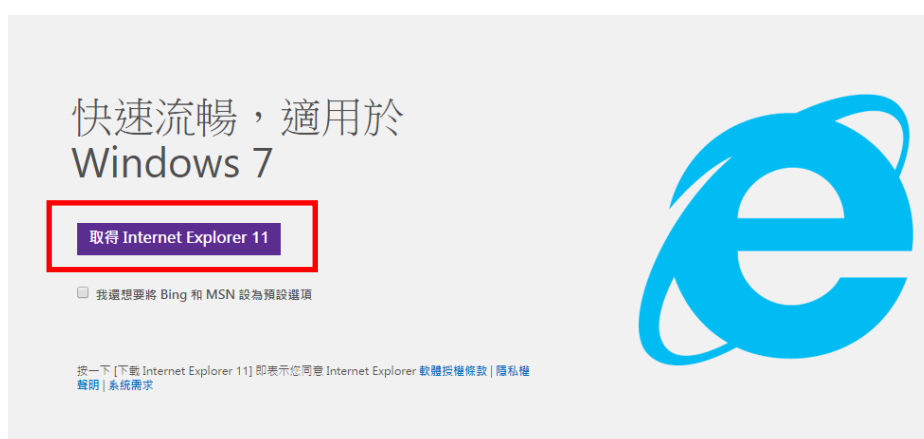 快速流暢，適用於
Windows 7
取得 Internet Explorer 11
我還想要將 Bing 和 MSN 設為預設選項
按一下 [下載 Internet Explorer 11] 即表示您同意 Internet Explorer 軟體授權條款 | 隱私權
聲明 | 系統需求